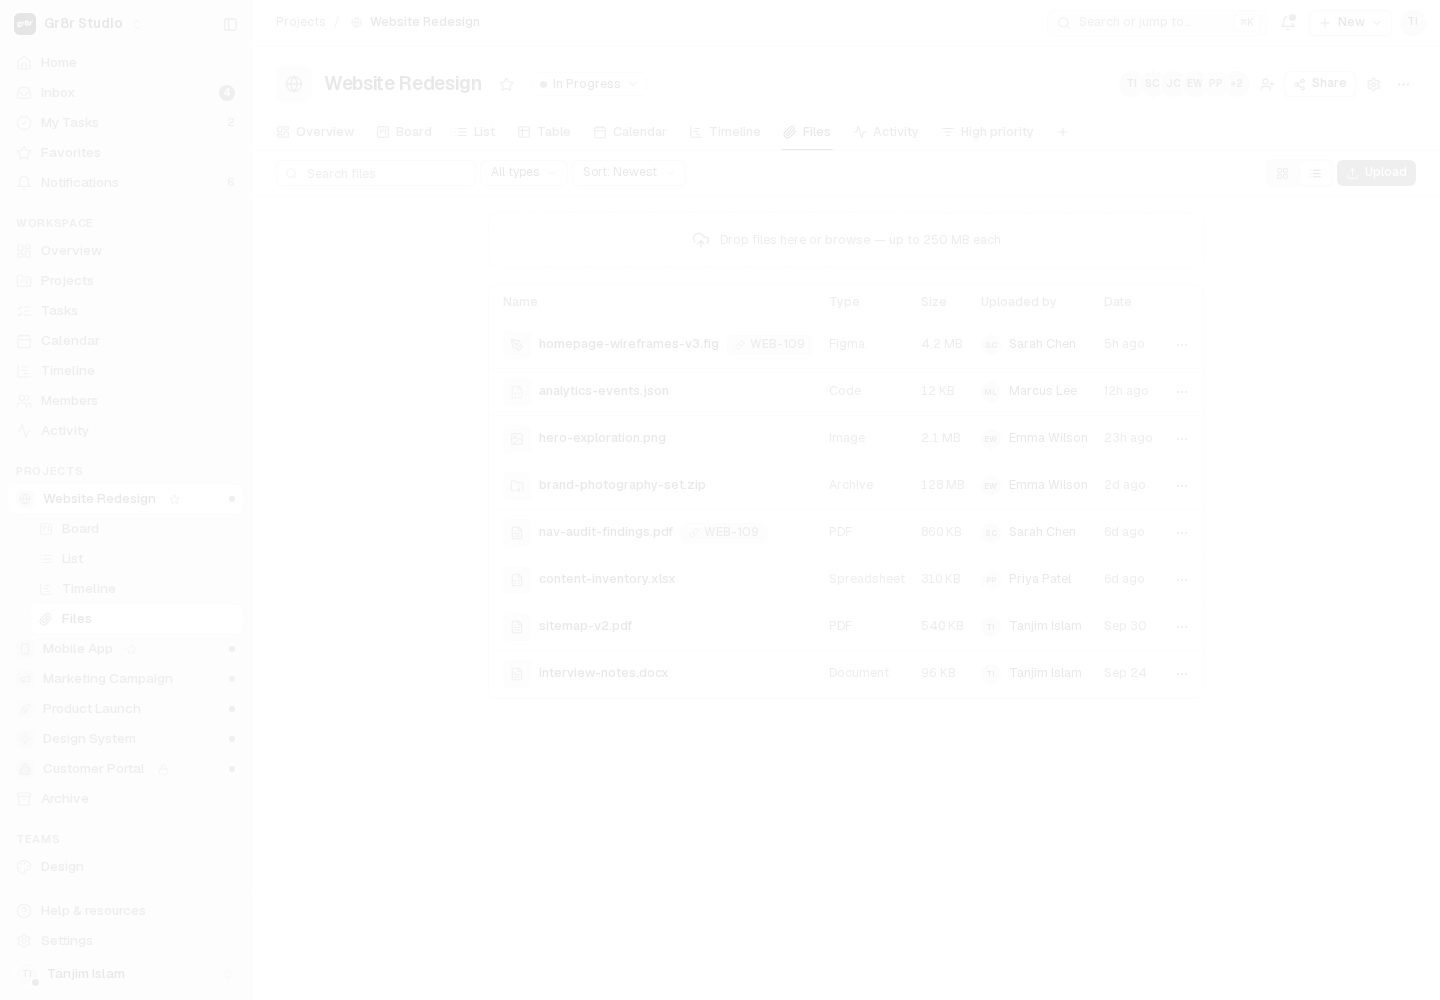 Gr8r Studio
Home
Inbox 4
My Tasks 2
Favorites
Notifications 6
WORKSPACE
Overview
Projects
Tasks
Calendar
Timeline
Members
Activity
PROJECTS
Website Redesign
Board
List
Timeline
Files
Mobile App
Marketing Campaign
Product Launch
Design System
Customer Portal
Archive
TEAMS
Design
Help & resources
Settings
TI Tanjim Islam
Projects / Website Redesign
Search or jump to... ⌘K
New
TI
Website Redesign
In Progress
TI SC JC EW PP +2
Share
Overview Board List Table Calendar Timeline Files Activity High priority
Search files All types Sort: Newest
Upload
Drop files here or browse — up to 250 MB each
Name Type Size Uploaded by Date
homepage-wireframes-v3.fig WEB-109 Figma 4.2 MB SC Sarah Chen 5h ago
analytics-events.json Code 12 KB ML Marcus Lee 12h ago
hero-exploration.png Image 2.1 MB EW Emma Wilson 23h ago
brand-photography-set.zip Archive 128 MB EW Emma Wilson 2d ago
nav-audit-findings.pdf WEB-109 PDF 860 KB SC Sarah Chen 6d ago
content-inventory.xlsx Spreadsheet 310 KB PP Priya Patel 6d ago
sitemap-v2.pdf PDF 540 KB TI Tanjim Islam Sep 30
interview-notes.docx Document 96 KB TI Tanjim Islam Sep 24